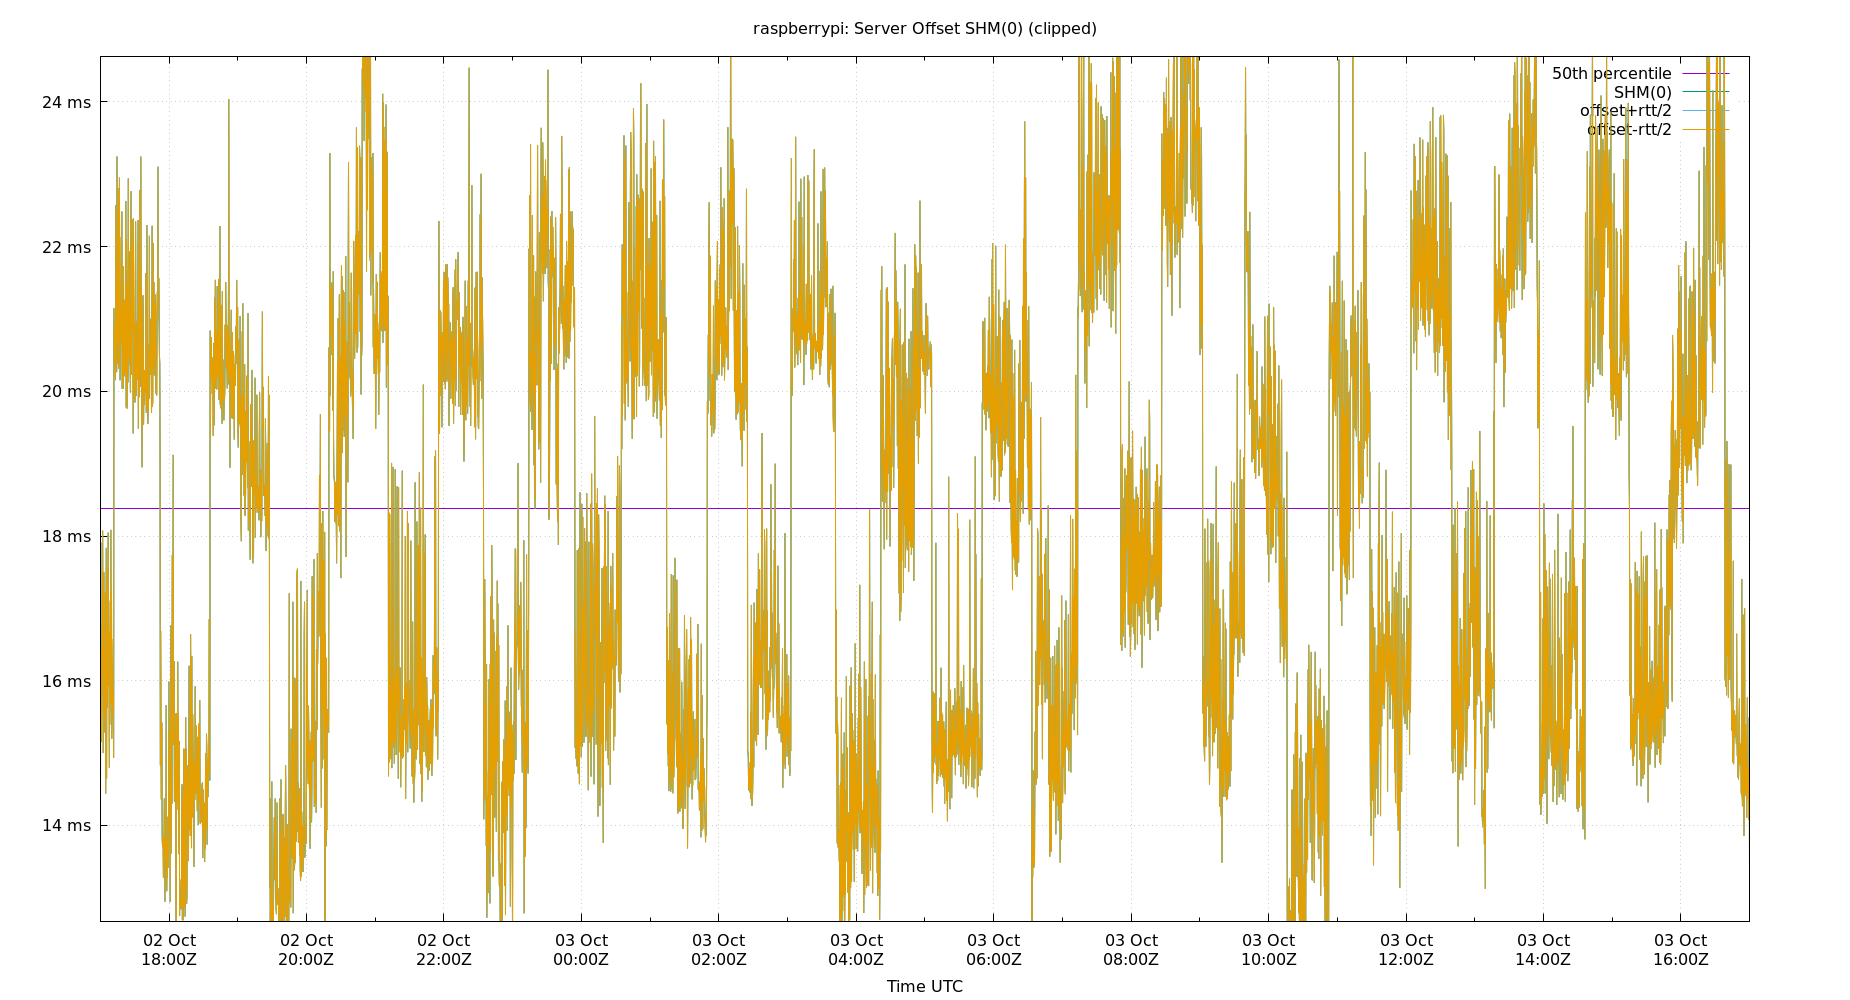 raspberrypi: Server Offset SHM(0) (clipped)
50th percentile
SHM(0)
offset+rtt/2
offset-rtt/2
24 ms
22 ms
20 ms
18 ms
16 ms
14 ms
02 Oct 02 Oct 02 Oct 03 Oct 03 Oct 03 Oct 03 Oct 03 Oct 03 Oct 03 Oct 03 Oct 03 Oct
18:00Z 20:00Z 22:00Z 00:00Z 02:00Z 04:00Z 06:00Z 08:00Z 10:00Z 12:00Z 14:00Z 16:00Z
Time UTC